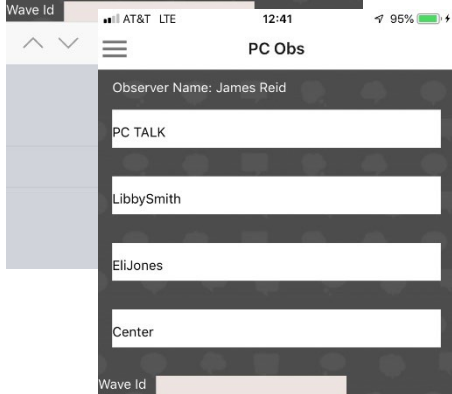 Wave Id
AT&T LTE
12:41
95%
PC Obs
Observer Name: James Reid
PC TALK
LibbySmith
EliJones
Center
Wave Id